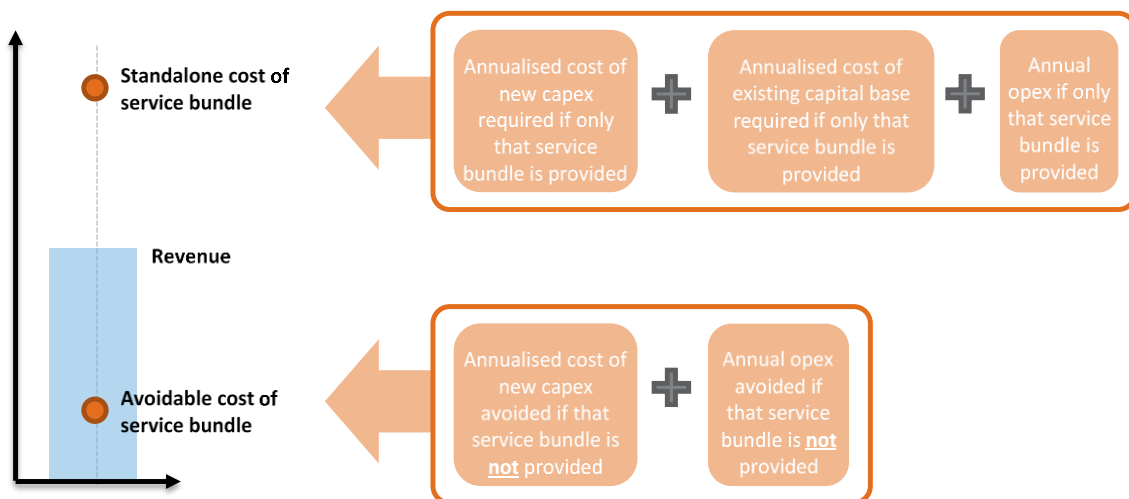 Standalone cost of
service bundle
Annualised cost of
new capex
required if only
that service
bundle is provided
Annualised cost of
existing capital base
required if only that
service bundle is
provided
Annual
opex if only
that service
bundle is
provided
Revenue
Avoidable cost of
service bundle
Annualised cost of
new capex
avoided if that
service bundle is
not provided
Annual opex
avoided if
that service
bundle is not
provided